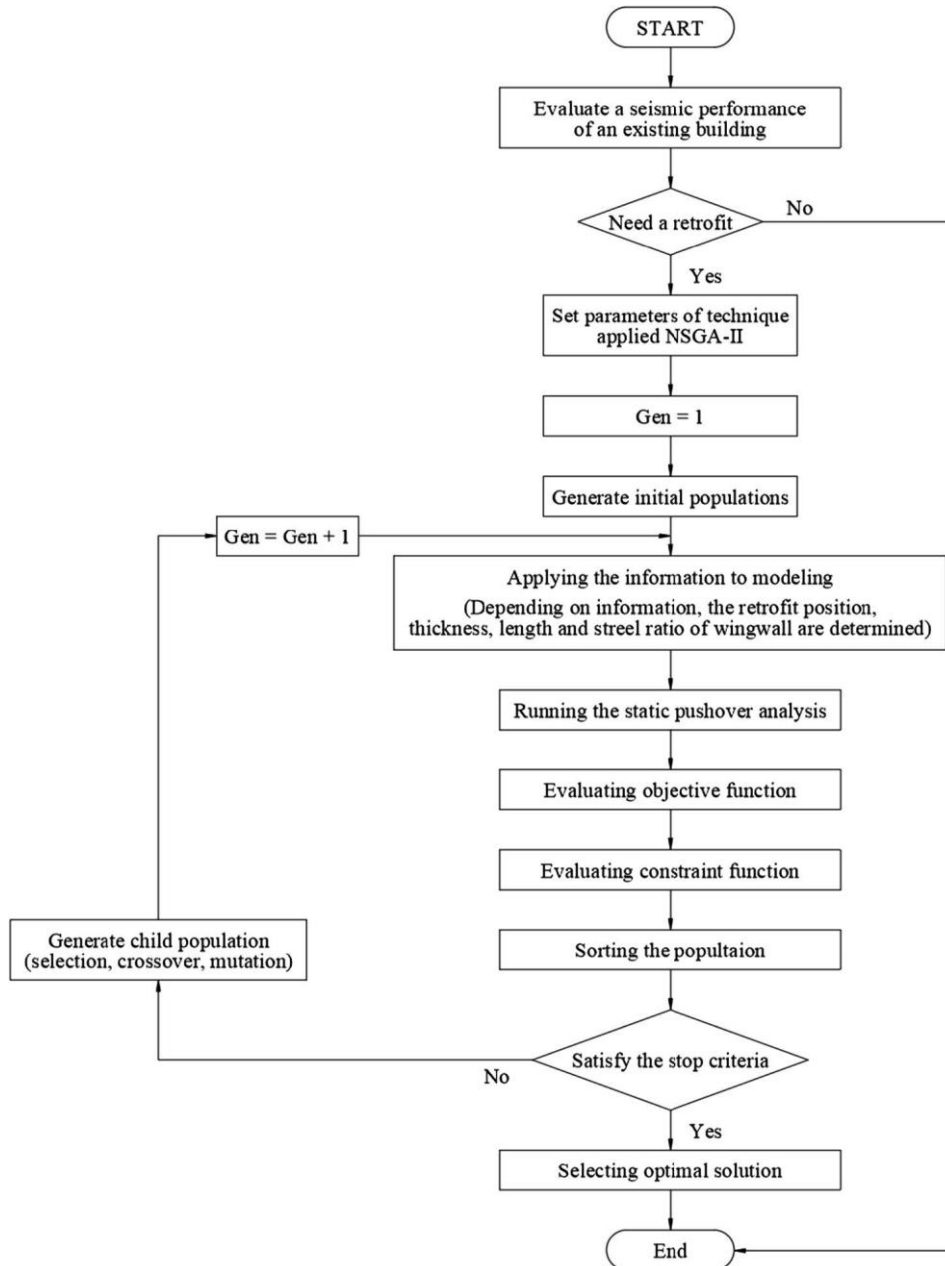 START
Evaluate a seismic performance
of an existing building
Need a retrofit
No
Yes
Set parameters of technique
applied NSGA-II
Gen = 1
Generate initial populations
Gen = Gen + 1
Applying the information to modeling
(Depending on information, the retrofit position,
thickness, length and streel ratio of wingwall are determined)
Running the static pushover analysis
Evaluating objective function
Evaluating constraint function
Generate child population
(selection, crossover, mutation)
Sorting the popultaion
Satisfy the stop criteria
No
Yes
Selecting optimal solution
End